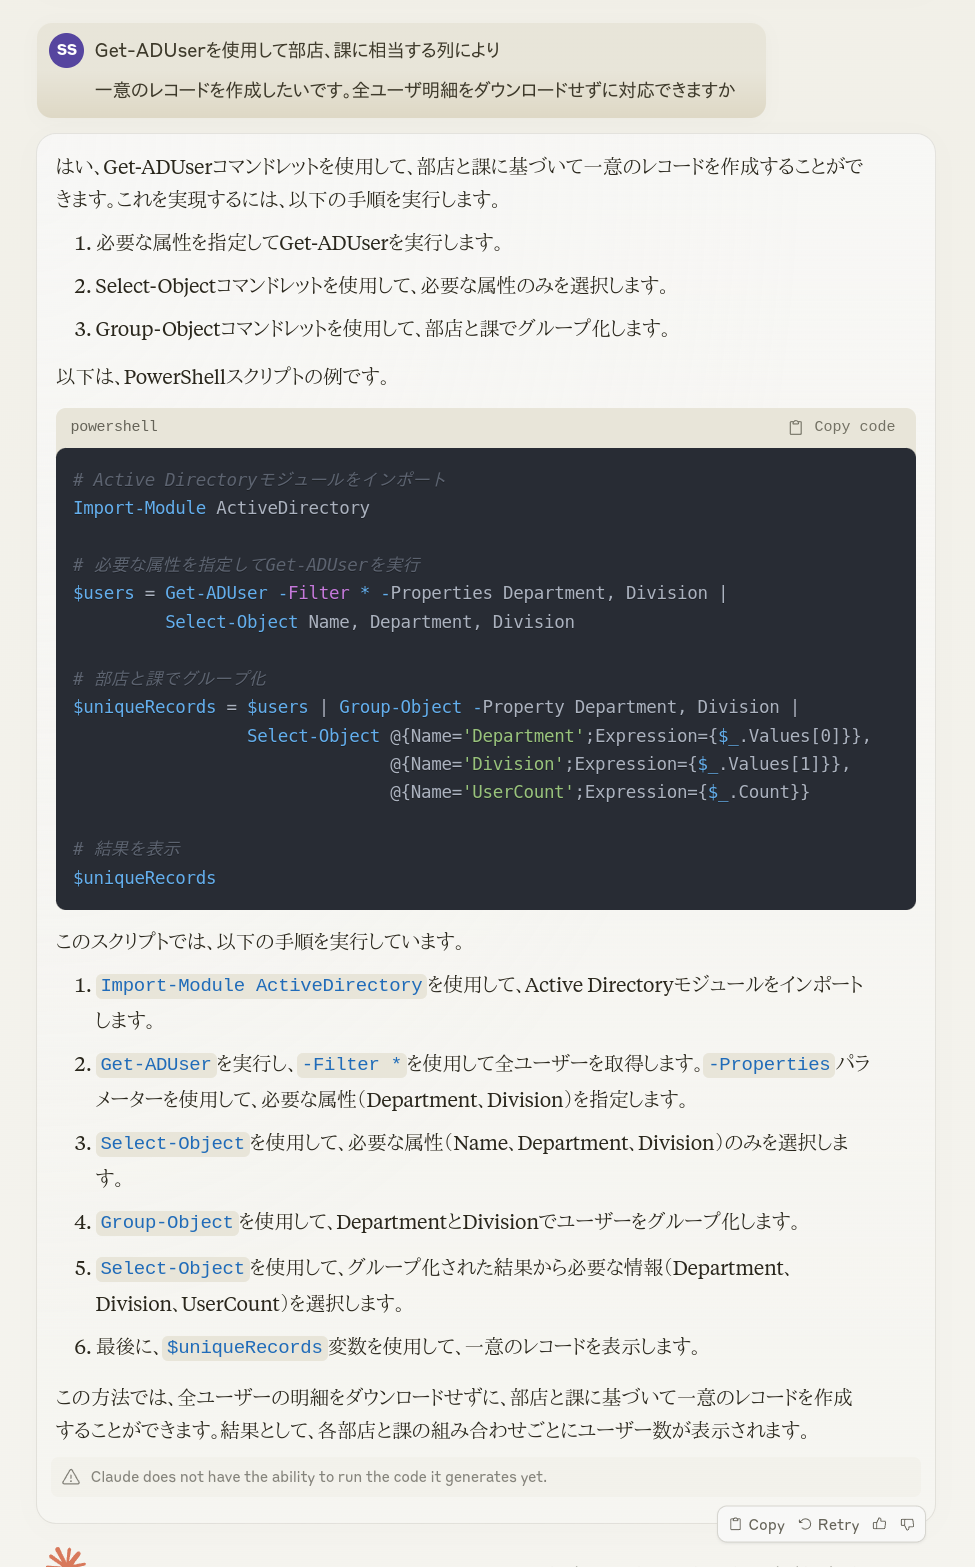 SS
Get-ADUserを使用して部店、課に相当する列により
一意のレコードを作成したいです。全ユーザ明細をダウンロードせずに対応できますか
はい、Get-ADUserコマンドレットを使用して、部店と課に基づいて一意のレコードを作成することがで
きます。これを実現するには、以下の手順を実行します。
1. 必要な属性を指定してGet-ADUserを実行します。
2. Select-Objectコマンドレットを使用して、必要な属性のみを選択します。
3. Group-Objectコマンドレットを使用して、部店と課でグループ化します。
以下は、PowerShellスクリプトの例です。
powershell Copy code
# Active Directoryモジュールをインポート
Import-Module ActiveDirectory
# 必要な属性を指定してGet-ADUserを実行
$users = Get-ADUser -Filter * -Properties Department, Division |
Select-Object Name, Department, Division
# 部店と課でグループ化
$uniqueRecords = $users | Group-Object -Property Department, Division |
Select-Object @{Name='Department';Expression={$_.Values[0]}},
@{Name='Division';Expression={$_.Values[1]}},
@{Name='UserCount';Expression={$_.Count}}
# 結果を表示
$uniqueRecords
このスクリプトでは、以下の手順を実行しています。
1. Import-Module ActiveDirectoryを使用して、Active Directoryモジュールをインポート
します。
2. Get-ADUserを実行し、-Filter *を使用して全ユーザーを取得します。-Propertiesパラ
メーターを使用して、必要な属性（Department、Division）を指定します。
3. Select-Objectを使用して、必要な属性（Name、Department、Division）のみを選択しま
す。
4. Group-Objectを使用して、DepartmentとDivisionでユーザーをグループ化します。
5. Select-Objectを使用して、グループ化された結果から必要な情報（Department、
Division、UserCount）を選択します。
6. 最後に、$uniqueRecords変数を使用して、一意のレコードを表示します。
この方法では、全ユーザーの明細をダウンロードせずに、部店と課に基づいて一意のレコードを作成
することができます。結果として、各部店と課の組み合わせごとにユーザー数が表示されます。
Claude does not have the ability to run the code it generates yet.
Copy Retry